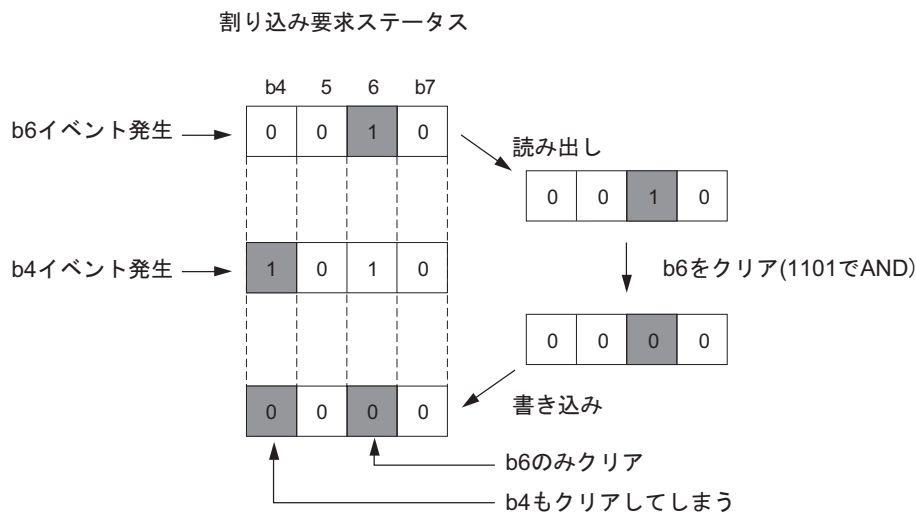 割り込み要求ステータス
b4 5 6 b7
b6イベント発生
0 0 1 0
読み出し
0 0 1 0
b4イベント発生
1 0 1 0
b6をクリア(1101でAND)
0 0 0 0
書き込み
0 0 0 0
b6のみクリア
b4もクリアしてしまう